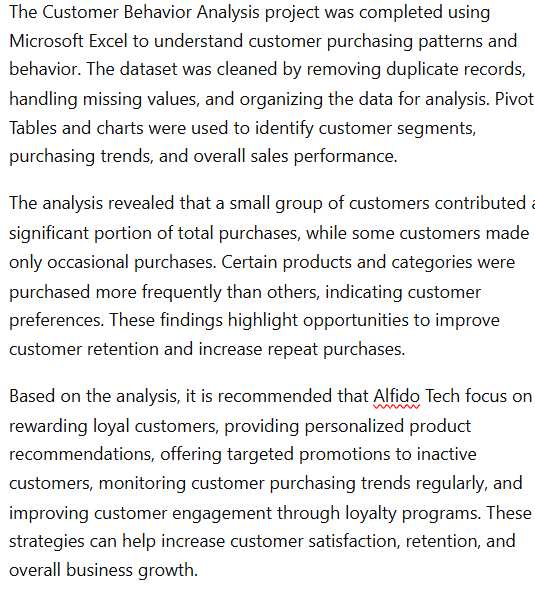 The Customer Behavior Analysis project was completed using
Microsoft Excel to understand customer purchasing patterns and
behavior. The dataset was cleaned by removing duplicate records,
handling missing values, and organizing the data for analysis. Pivot
Tables and charts were used to identify customer segments,
purchasing trends, and overall sales performance.
The analysis revealed that a small group of customers contributed a
significant portion of total purchases, while some customers made
only occasional purchases. Certain products and categories were
purchased more frequently than others, indicating customer
preferences. These findings highlight opportunities to improve
customer retention and increase repeat purchases.
Based on the analysis, it is recommended that Alfido Tech focus on
rewarding loyal customers, providing personalized product
recommendations, offering targeted promotions to inactive
customers, monitoring customer purchasing trends regularly, and
improving customer engagement through loyalty programs. These
strategies can help increase customer satisfaction, retention, and
overall business growth.